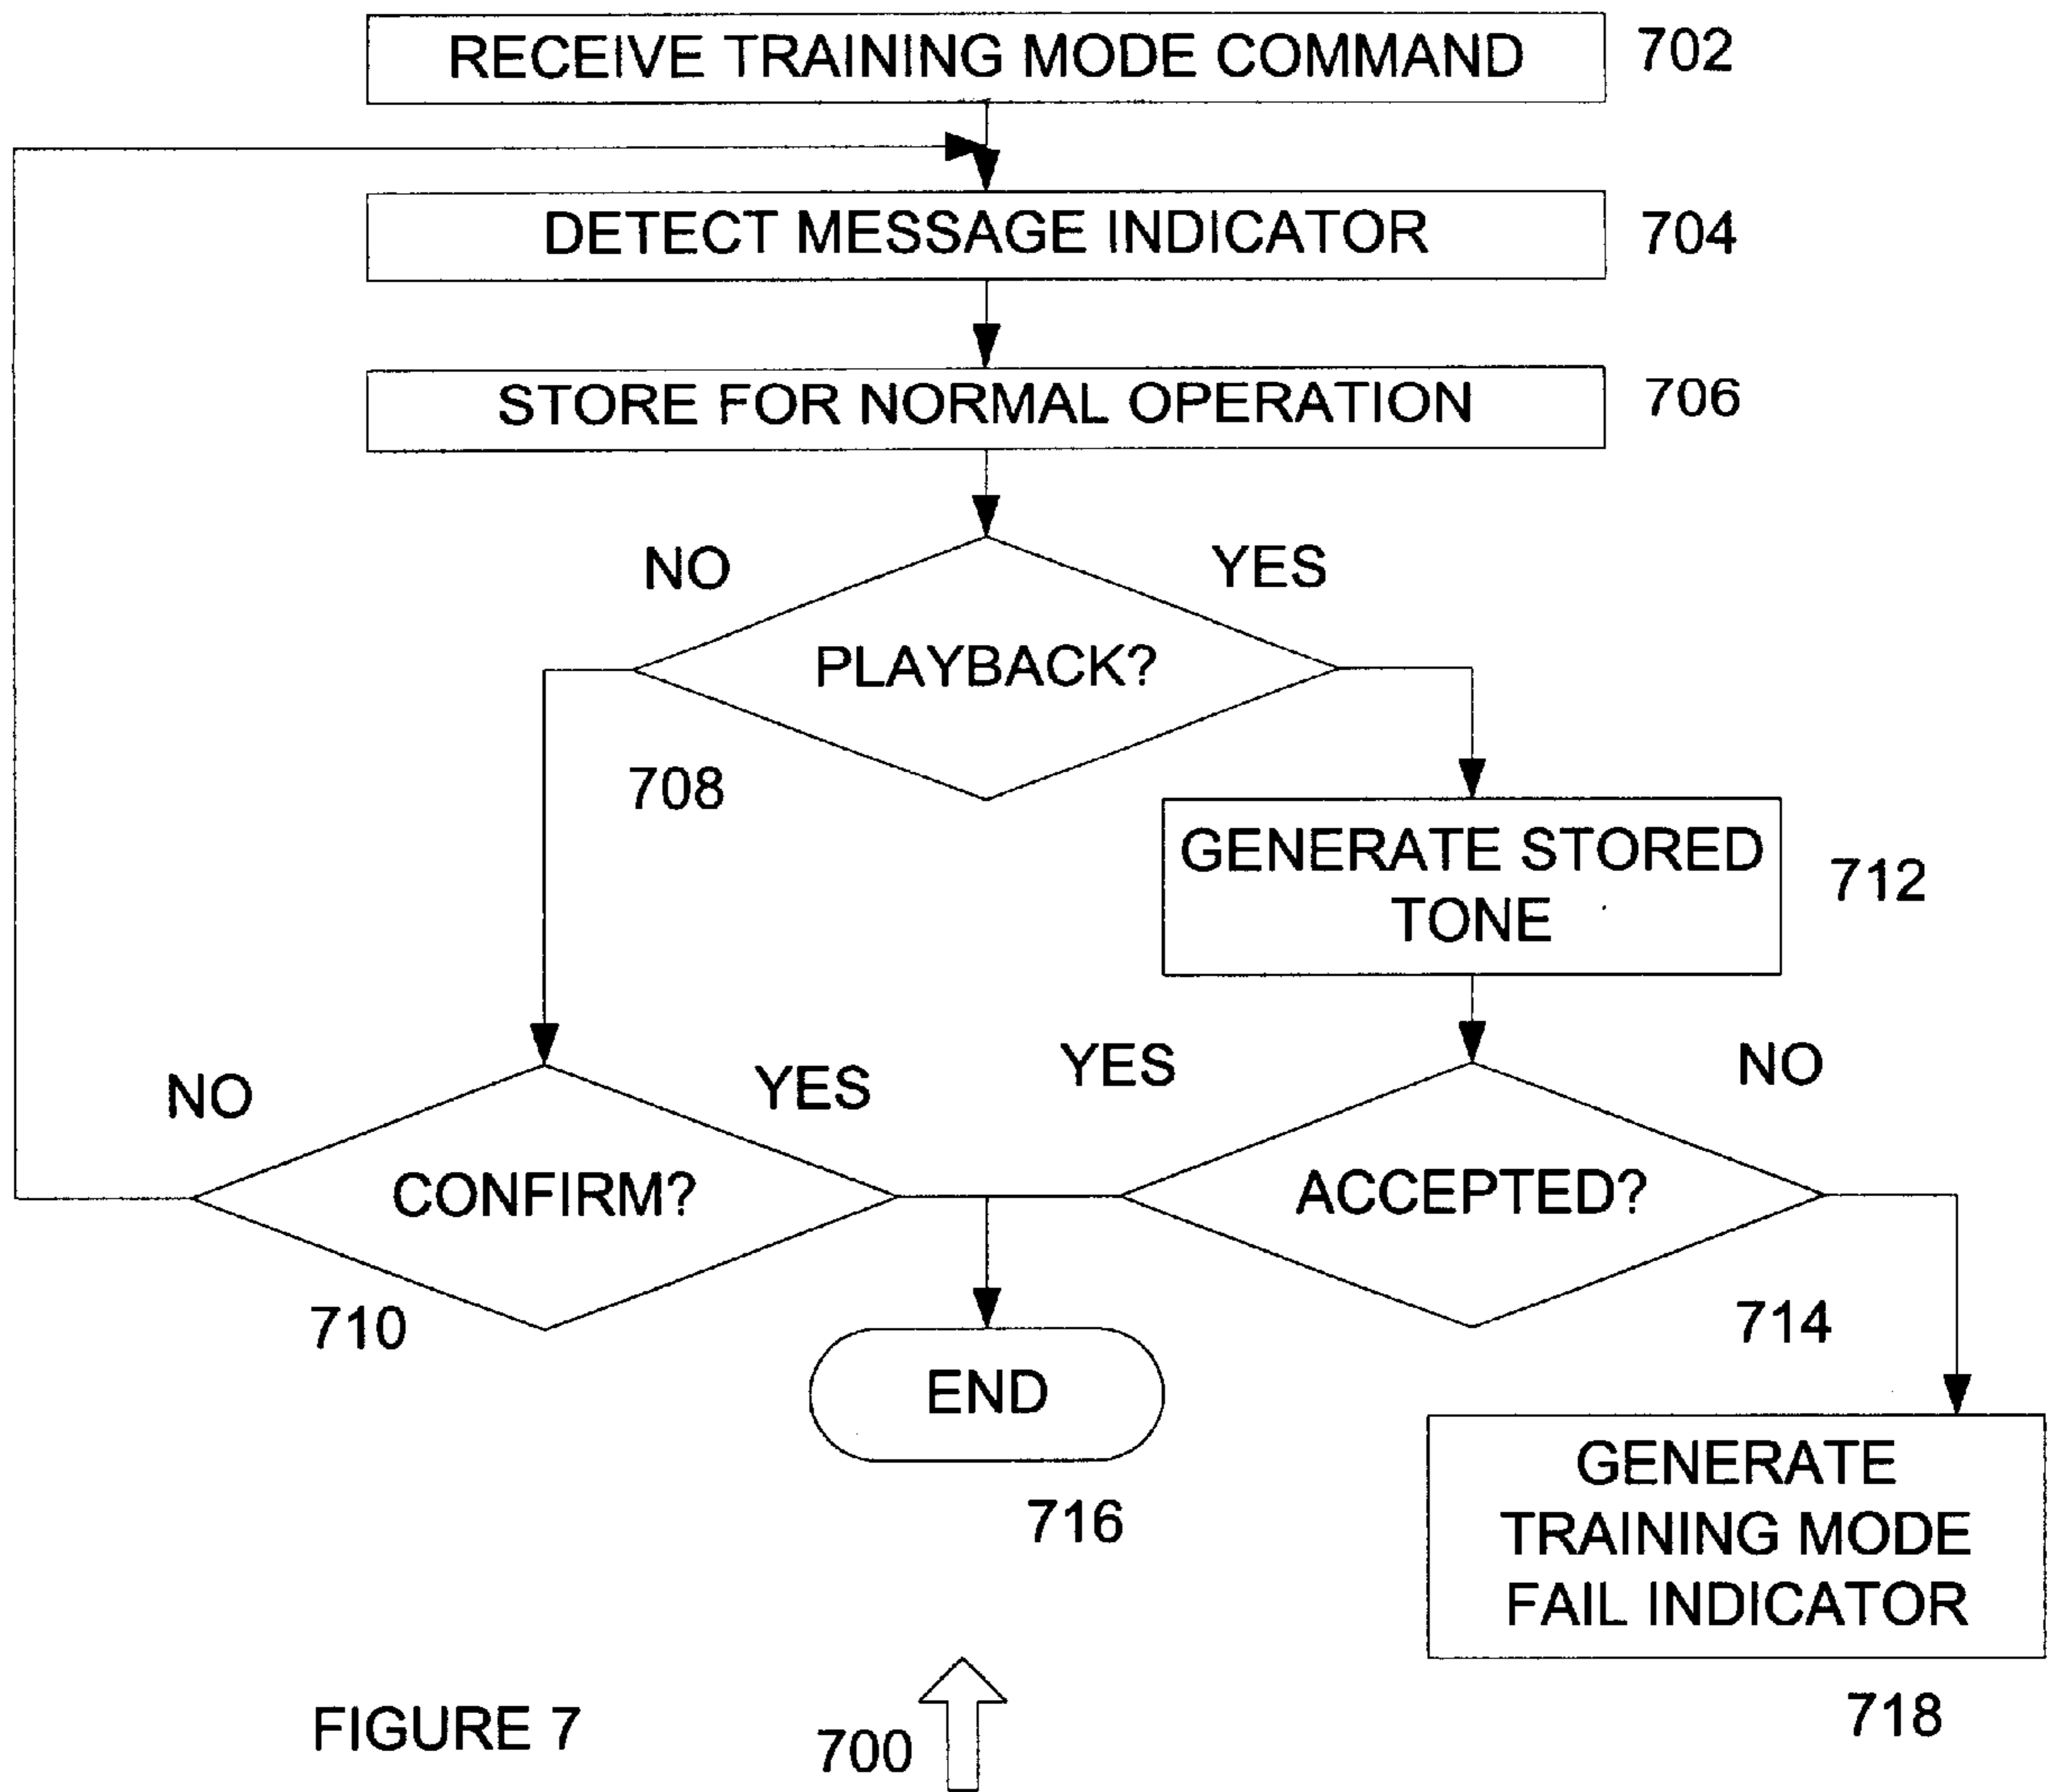 RECEIVE TRAINING MODE COMMAND
702
DETECT MESSAGE INDICATOR
704
STORE FOR NORMAL OPERATION
706
NO
YES
PLAYBACK?
708
GENERATE STORED
TONE
712
NO
YES
CONFIRM?
710
YES
NO
ACCEPTED?
714
END
716
GENERATE
TRAINING MODE
FAIL INDICATOR
718
FIGURE 7
700